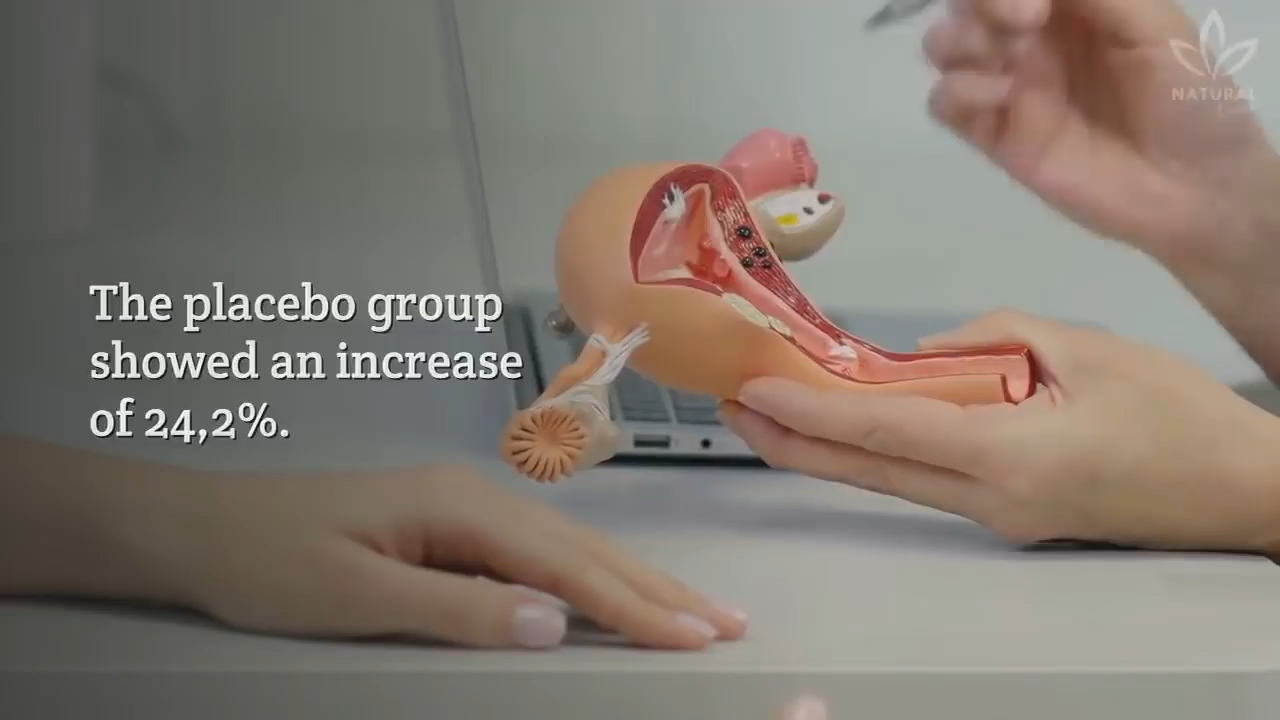 The placebo group
showed an increase
of 24,2%.
NATURAL